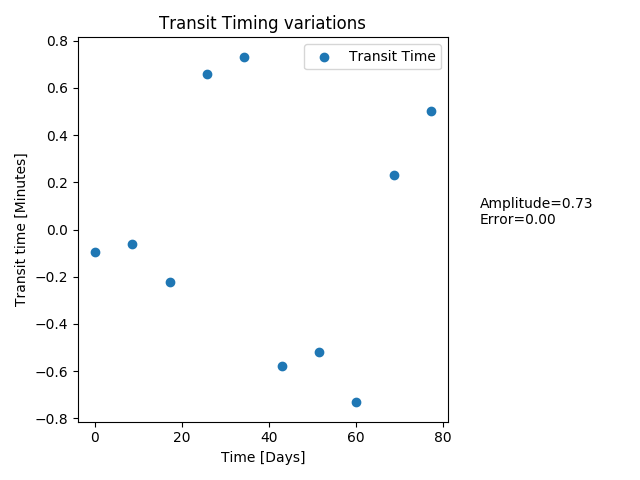 Transit Timing variations
Transit Time
0.8
0.6
0.4
0.2
0.0
−0.2
−0.4
−0.6
−0.8
Transit time [Minutes]
0
20
40
60
80
Time [Days]
Amplitude=0.73
Error=0.00